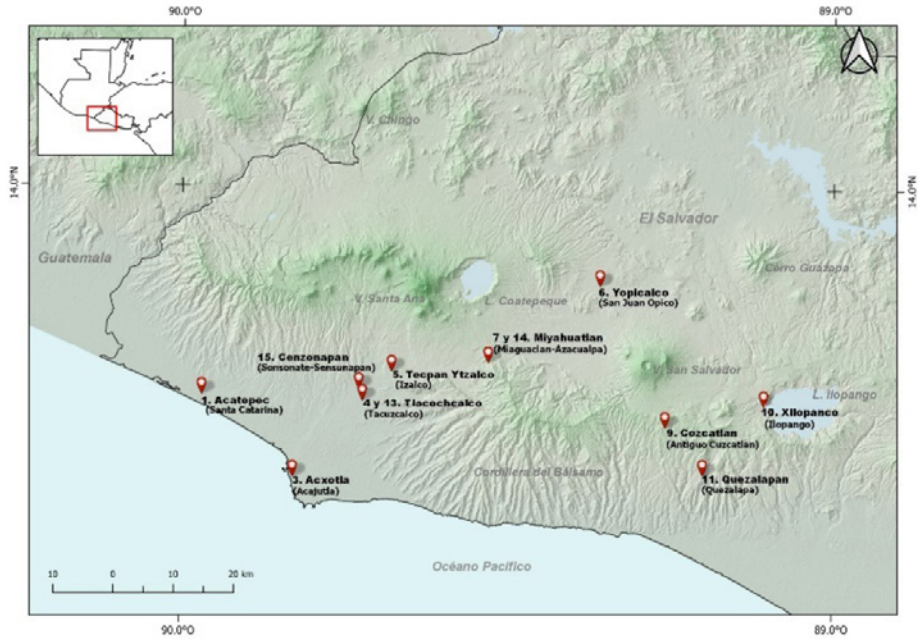 90.0°O
89.0°O
14.0°N
14.0°N
V. Chingo
El Salvador
Guatemala
Cerro Guazapa
V. Santa Ana
L. Coatepeque
6. Yopicalco
(San Juan Opico)
7 y 14. Miyahuatlan
(Miaguaclan-Azacualpa)
15. Cenzonapan
(Sonsonate-Sensunapan)
5. Tecpan Ytzalco
(Izalco)
V. San Salvador
1. Acatepec
(Santa Catarina)
4 y 13. Tlacochcalco
(Tacuzcalco)
L. Ilopango
10. Xilopanco
(Ilopango)
9. Cozcatlan
(Antiguo Cuzcatlan)
3. Acxotla
(Acajutla)
Cordillera del Bálsamo
11. Quezalapan
(Quezalapa)
Océano Pacífico
10 0 10 20 km
90.0°O
89.0°O